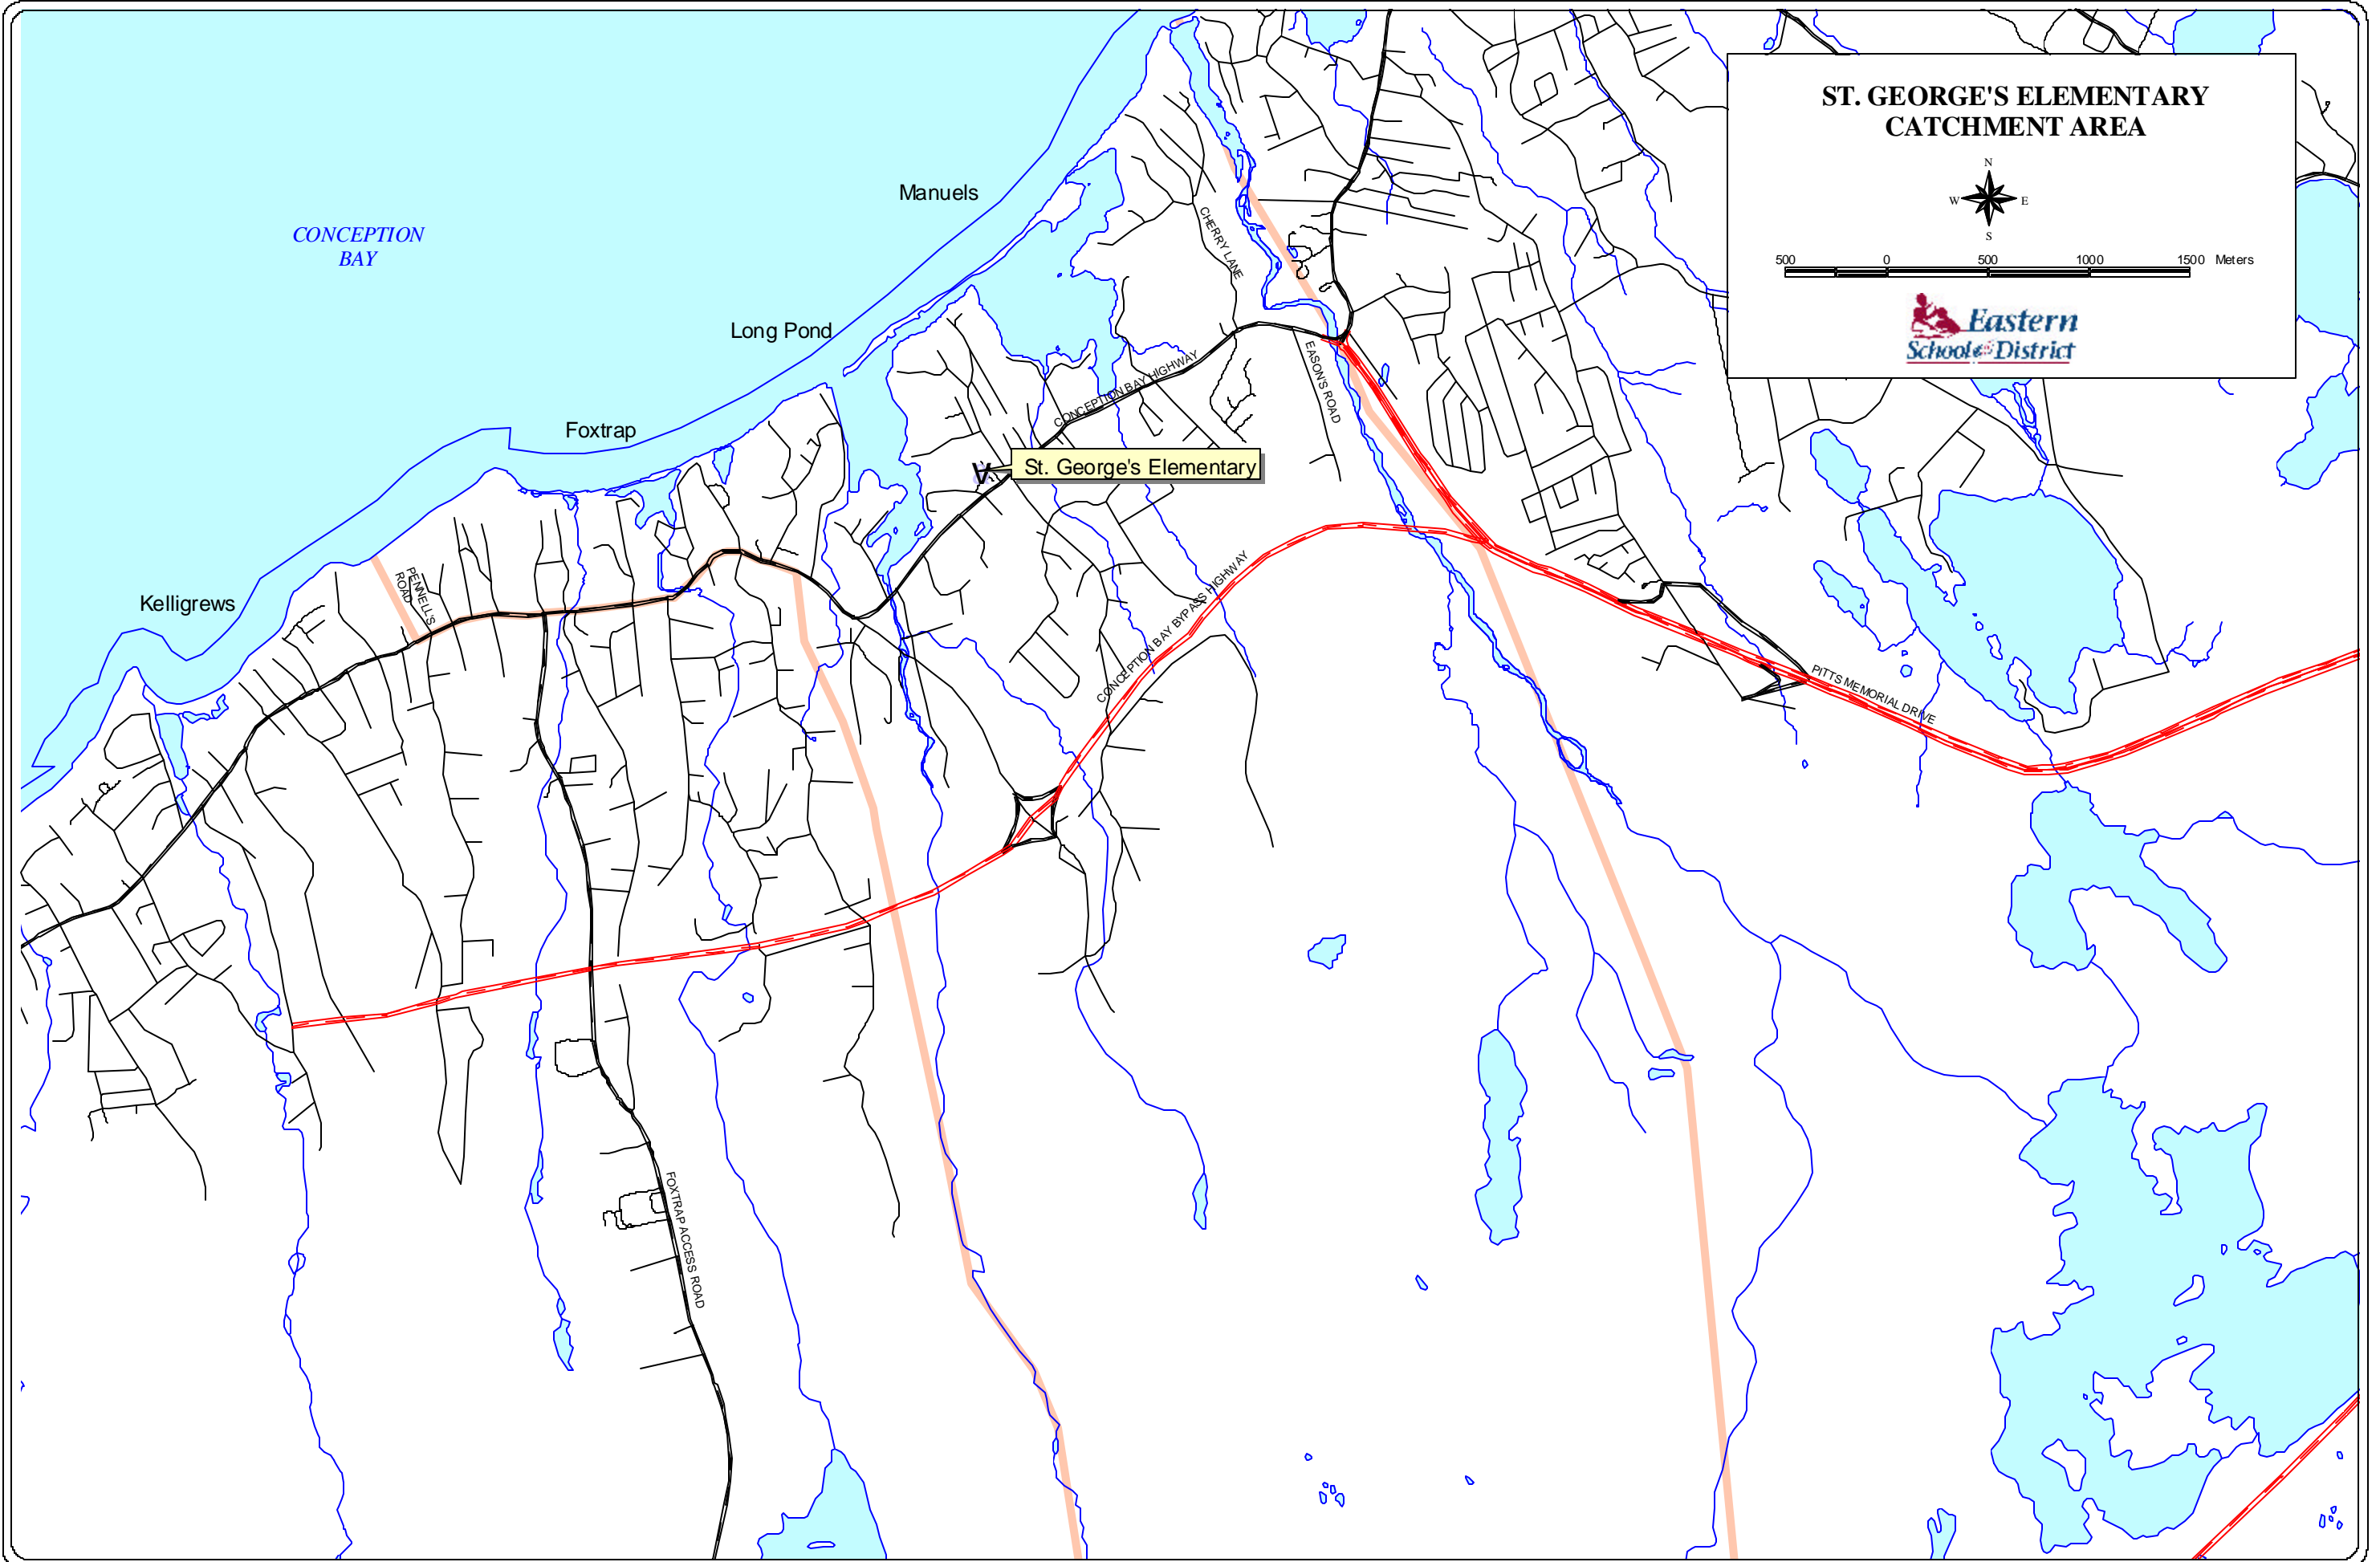 ST. GEORGE'S ELEMENTARY
CATCHMENT AREA
N
W E
S
500 0 500 1000 1500 Meters
Eastern
School District
CONCEPTION
BAY
Manuels
Long Pond
Foxtrap
Kelligrews
CHERRY LANE
CONCEPTION BAY HIGHWAY
EASON'S ROAD
St. George's Elementary
PENNELL'S
ROAD
CONCEPTION BAY BYPASS HIGHWAY
PITTS MEMORIAL DRIVE
FOXTRAP ACCESS ROAD